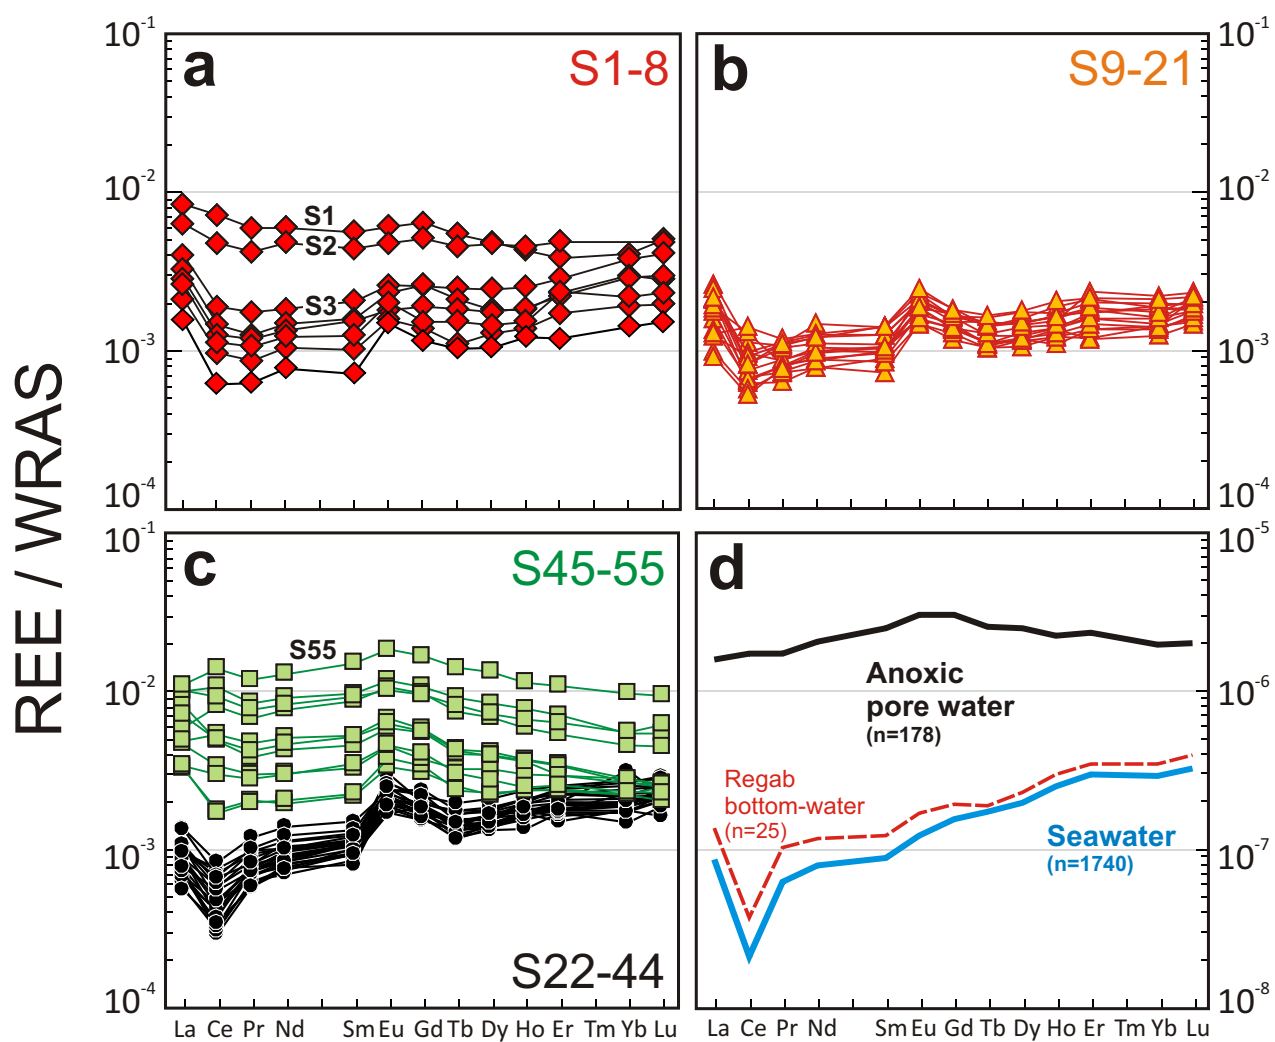 REE / WRAS
10-1
10-2
10-3
10-4
a
S1-8
S1
S2
S3
b
S9-21
10-1
10-2
10-3
10-4
10-1
10-2
10-3
10-4
c
S45-55
S55
S22-44
La Ce Pr Nd Sm Eu Gd Tb Dy Ho Er Tm Yb Lu
d
Anoxic
pore water
(n=178)
Regab
bottom-water
(n=25)
Seawater
(n=1740)
10-5
10-6
10-7
10-8
La Ce Pr Nd Sm Eu Gd Tb Dy Ho Er Tm Yb Lu